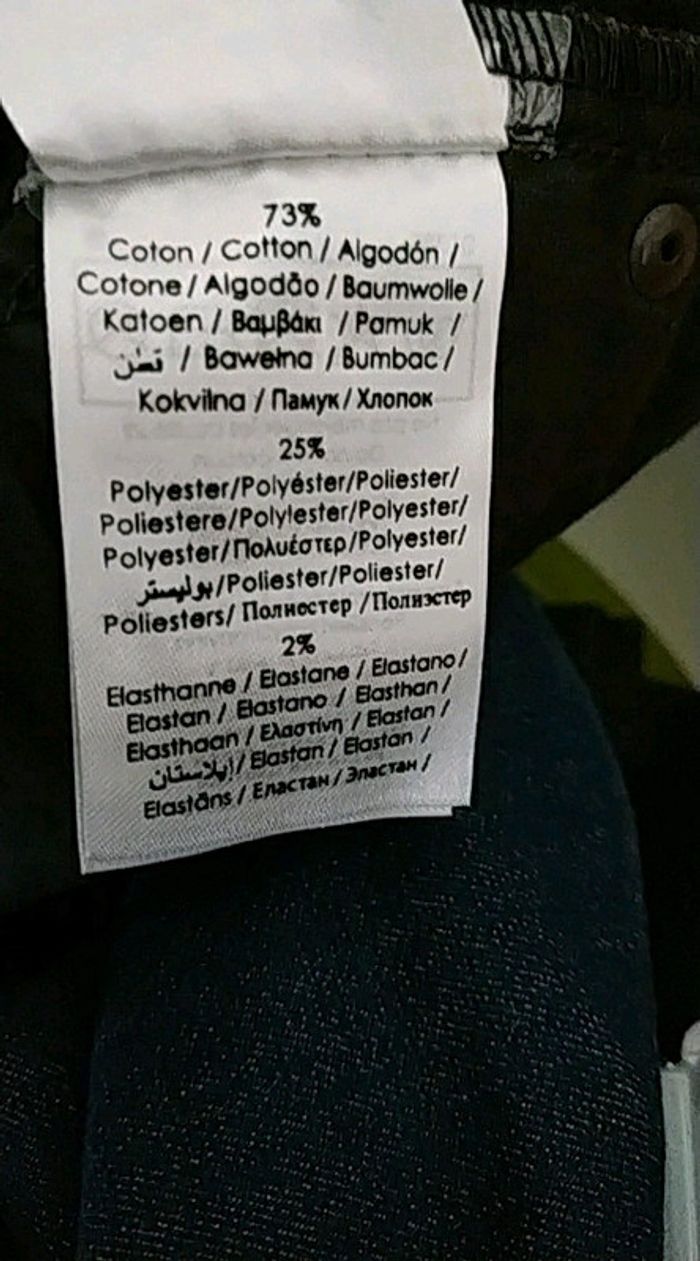 73%
Coton / Cotton / Algodón /
Cotone / Algodão / Baumwolle /
Katoen / Βαμβάκι / Pamuk /
قطن / Bawełna / Bumbac /
Kokvilna / Памук / Хлопок
25%
Polyester/Polyéster/Poliester/
Poliestere/Polylester/Polyester/
Polyester/Πολυέστερ/Polyester/
بوليستر/Poliester/Poliester/
Poliesters/ Полиестер /Полиэстер
2%
Elasthanne / Elastane / Elastano /
Elastan / Elastano / Elasthan /
Elasthaan / Ελαστίνη / Elastan /
إيلاستان/ Elastan / Elastan /
Elastāns / Еластан / Эластан /